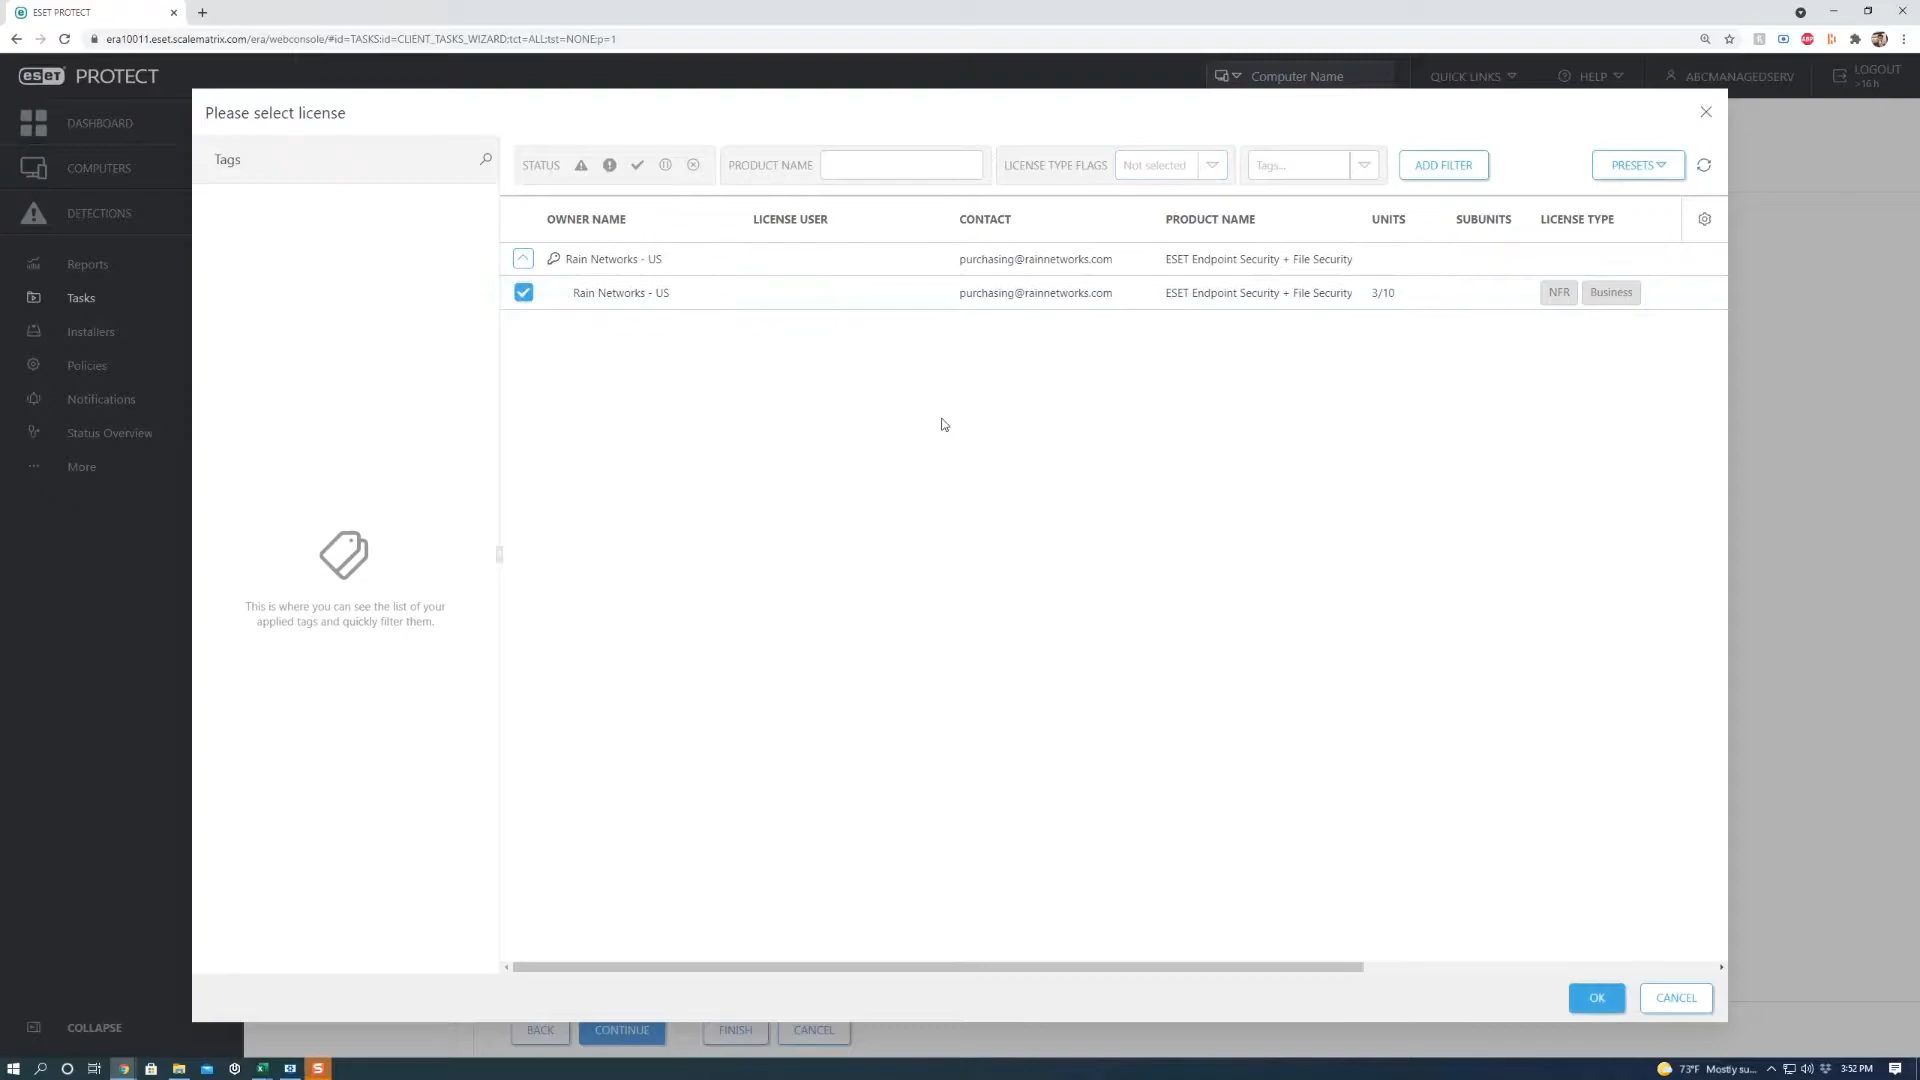 ESET PROTECT
era10011.eset.scalematrix.com/era/webconsole/#id=TASKS:id=CLIENT_TASKS_WIZARD;tct=ALL;tst=NONE;p=1
eseT PROTECT
Computer Name
QUICK LINKS
HELP
ABCMANAGEDSERV
LOGOUT
>16 h
DASHBOARD
COMPUTERS
DETECTIONS
Reports
Tasks
Installers
Policies
Notifications
Status Overview
More
COLLAPSE
Please select license
Tags
This is where you can see the list of your
applied tags and quickly filter them.
STATUS
PRODUCT NAME
LICENSE TYPE FLAGS
Not selected
Tags...
ADD FILTER
PRESETS
OWNER NAME LICENSE USER CONTACT PRODUCT NAME UNITS SUBUNITS LICENSE TYPE
Rain Networks - US purchasing@rainnetworks.com ESET Endpoint Security + File Security
Rain Networks - US purchasing@rainnetworks.com ESET Endpoint Security + File Security 3/10 NFR Business
OK CANCEL
BACK CONTINUE FINISH CANCEL
73°F Mostly su... 3:52 PM